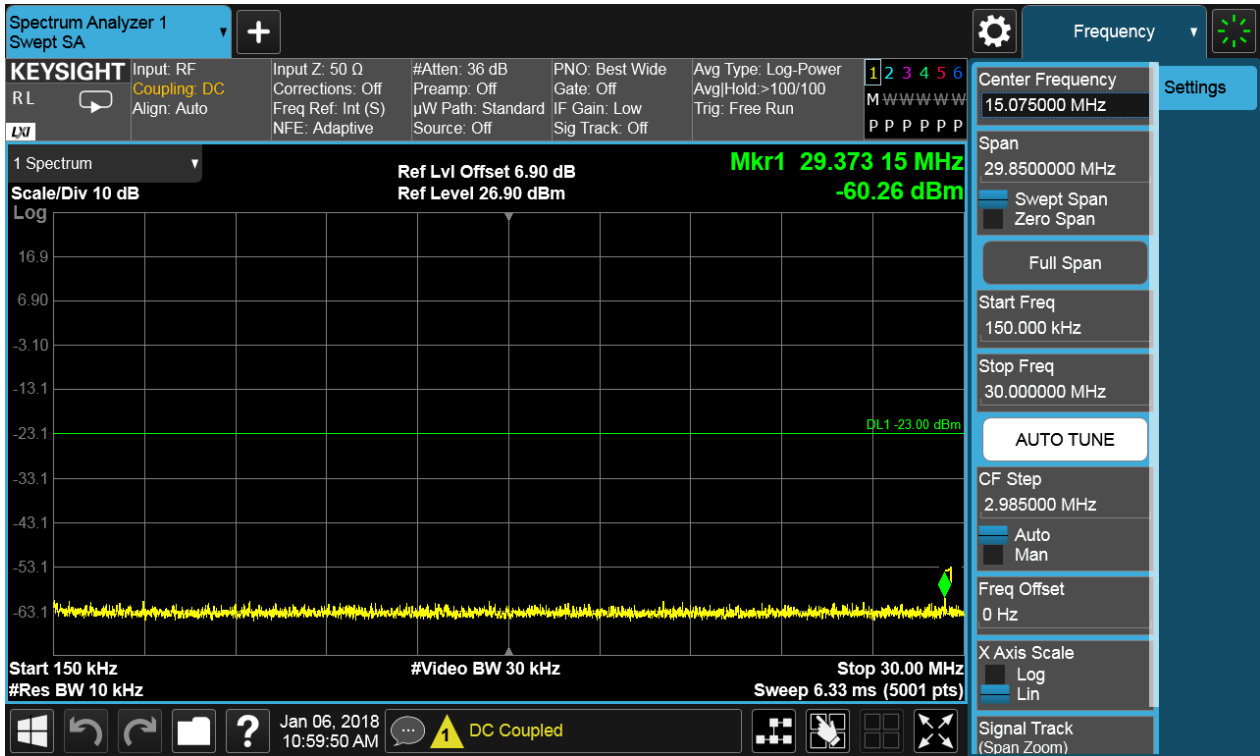 Spectrum Analyzer 1
Swept SA
+
Frequency
KEYSIGHT
R L
LXI
Input: RF
Coupling: DC
Align: Auto
Input Z: 50 Ω
Corrections: Off
Freq Ref: Int (S)
NFE: Adaptive
#Atten: 36 dB
Preamp: Off
µW Path: Standard
Source: Off
PNO: Best Wide
Gate: Off
IF Gain: Low
Sig Track: Off
Avg Type: Log-Power
Avg|Hold:>100/100
Trig: Free Run
1 2 3 4 5 6
M W W W W W
P P P P P P
1 Spectrum
Scale/Div 10 dB
Ref Lvl Offset 6.90 dB
Ref Level 26.90 dBm
Mkr1 29.373 15 MHz
-60.26 dBm
Log
16.9
6.90
-3.10
-13.1
-23.1
-33.1
-43.1
-53.1
-63.1
DL1 -23.00 dBm
1
Start 150 kHz
#Res BW 10 kHz
#Video BW 30 kHz
Stop 30.00 MHz
Sweep 6.33 ms (5001 pts)
Center Frequency
15.075000 MHz
Settings
Span
29.8500000 MHz
Swept Span
Zero Span
Full Span
Start Freq
150.000 kHz
Stop Freq
30.000000 MHz
AUTO TUNE
CF Step
2.985000 MHz
Auto
Man
Freq Offset
0 Hz
X Axis Scale
Log
Lin
Signal Track
(Span Zoom)
?
Jan 06, 2018
10:59:50 AM
1
DC Coupled